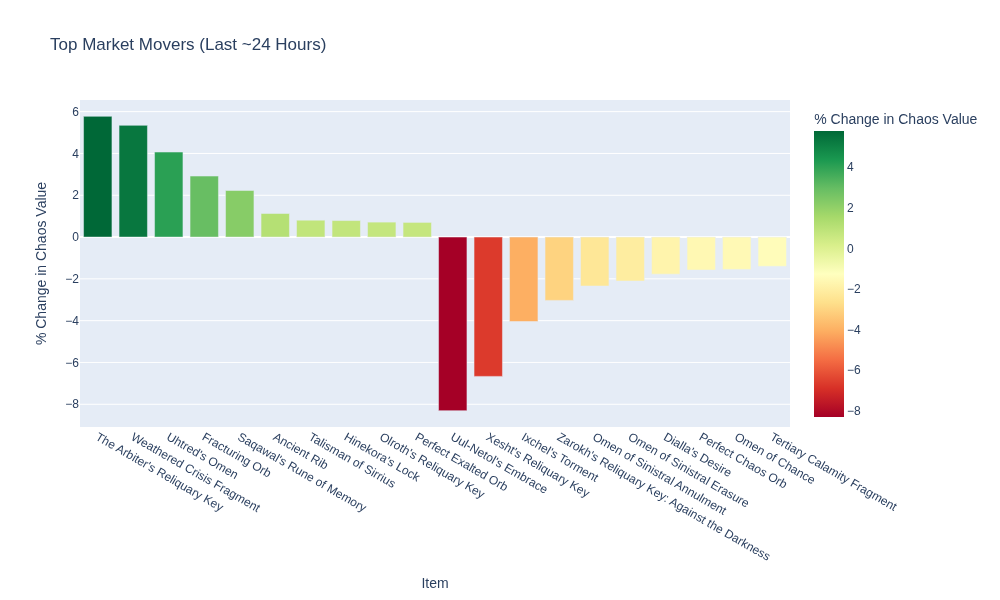 Top Market Movers (Last ~24 Hours)
% Change in Chaos Value
6
4
2
0
−2
−4
−6
−8
The Arbiter's Reliquary Key
Weathered Crisis Fragment
Uhtred's Omen
Fracturing Orb
Saqawal's Rune of Memory
Ancient Rib
Talisman of Sirrius
Hinekora's Lock
Olroth's Reliquary Key
Perfect Exalted Orb
Uul-Netol's Embrace
Xesht's Reliquary Key
Ixchel's Torment
Zarokh's Reliquary Key: Against the Darkness
Omen of Sinistral Annulment
Omen of Sinistral Erasure
Dialla's Desire
Perfect Chaos Orb
Omen of Chance
Tertiary Calamity Fragment
Item
% Change in Chaos Value
4
2
0
−2
−4
−6
−8